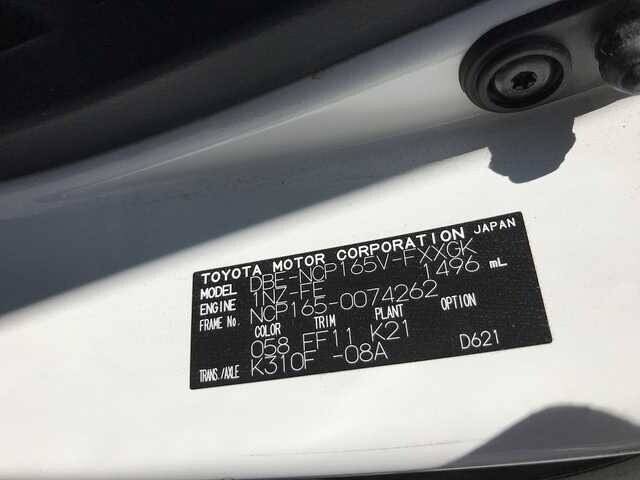 TOYOTA MOTOR CORPORATION JAPAN
MODEL DBE-NCP165V-FXXGK
ENGINE 1NZ-FE 1496 mL
FRAME No. NCP165-0074262
COLOR TRIM PLANT OPTION
058 FF11 K21
TRANS./AXLE K310F -08A D621